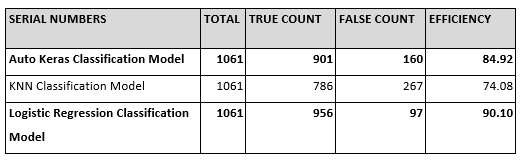 SERIAL NUMBERS TOTAL TRUE COUNT FALSE COUNT EFFICIENCY
Auto Keras Classification Model 1061 901 160 84.92
KNN Classification Model 1061 786 267 74.08
Logistic Regression Classification 1061 956 97 90.10
Model